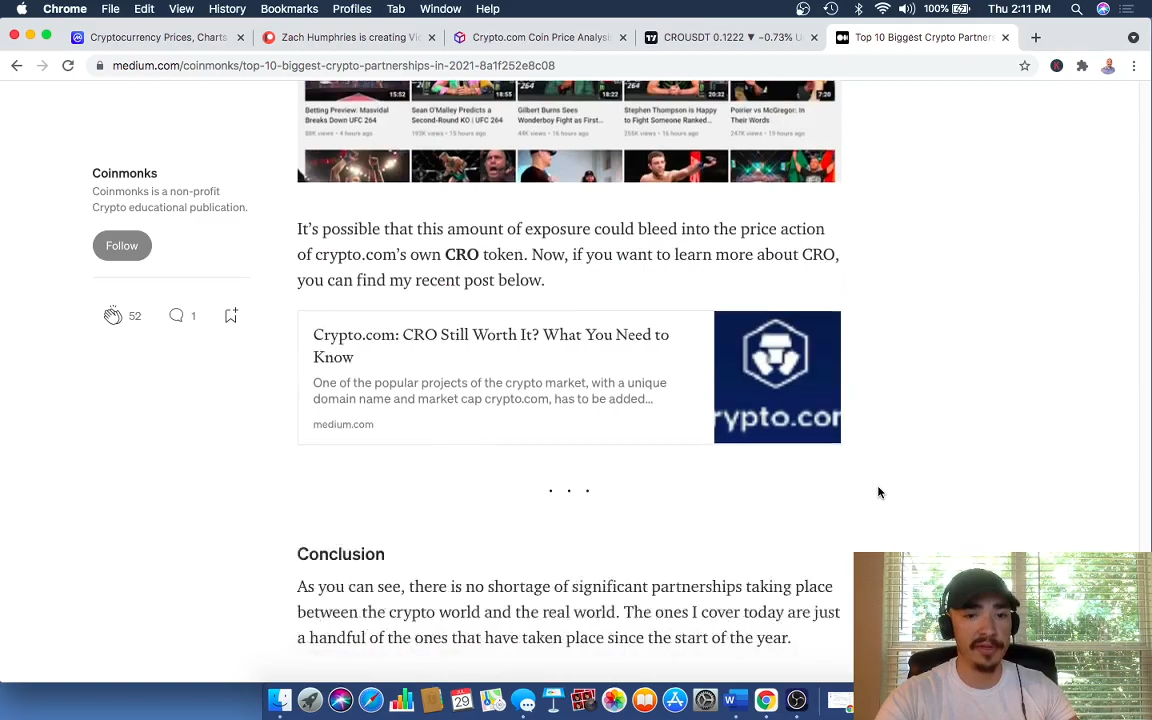 Chrome File Edit View History Bookmarks Profiles Tab Window Help
100% Thu 2:11 PM
Cryptocurrency Prices, Charts
Zach Humphries is creating Vi
Crypto.com Coin Price Analysi
CROUSDT 0.1222 ▼ −0.73% U
Top 10 Biggest Crypto Partner
medium.com/coinmonks/top-10-biggest-crypto-partnerships-in-2021-8a1f252e8c08
15:52 18:55 18:22 7:20
Betting Preview: Masvidal
Breaks Down UFC 264
Sean O'Malley Predicts a
Second-Round KO | UFC 264
Gilbert Burns Sees
Wonderboy Fight as First...
Stephen Thompson is Happy
to Fight Someone Ranked...
Poirier vs McGregor: In
Their Words
Coinmonks
Coinmonks is a non-profit
Crypto educational publication.
Follow
52 1
It's possible that this amount of exposure could bleed into the price action
of crypto.com's own CRO token. Now, if you want to learn more about CRO,
you can find my recent post below.
Crypto.com: CRO Still Worth It? What You Need to
Know
One of the popular projects of the crypto market, with a unique
domain name and market cap crypto.com, has to be added...
medium.com
rypto.con
. . .
Conclusion
As you can see, there is no shortage of significant partnerships taking place
between the crypto world and the real world. The ones I cover today are just
a handful of the ones that have taken place since the start of the year.
29